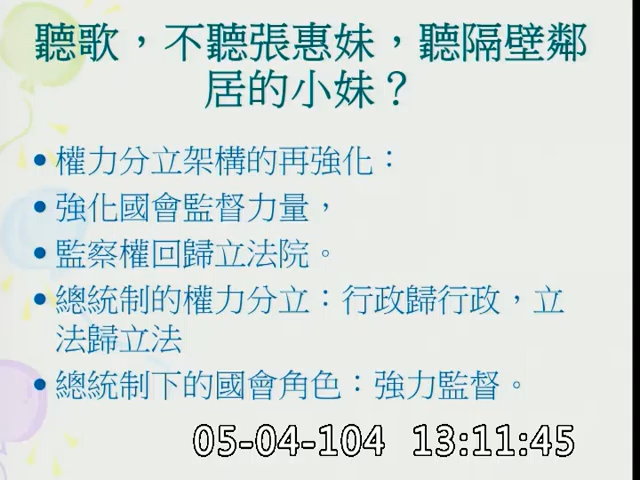 聽歌，不聽張惠妹，聽隔壁鄰
居的小妹？
•權力分立架構的再強化：
•強化國會監督力量，
•監察權回歸立法院。
•總統制的權力分立：行政歸行政，立
法歸立法
•總統制下的國會角色：強力監督。
05-04-104 13:11:45